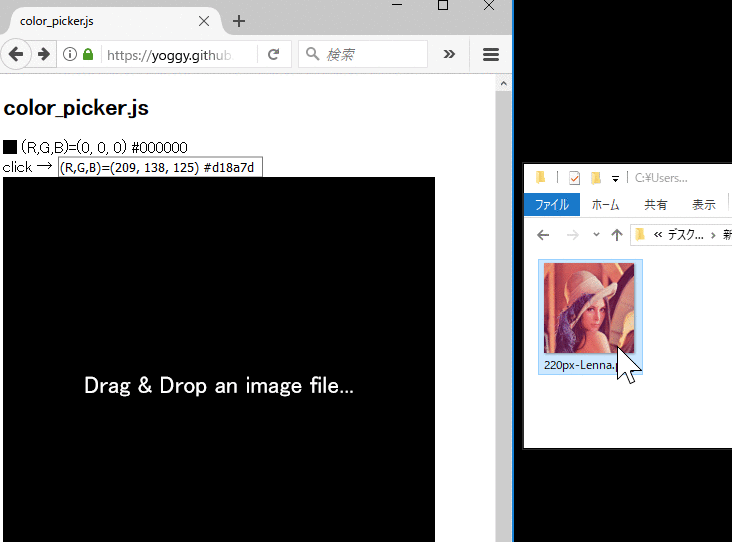 color_picker.js
https://yoggy.github.
検索
color_picker.js
(R,G,B)=(0, 0, 0) #000000
click → (R,G,B)=(209, 138, 125) #d18a7d
Drag & Drop an image file...
C:¥Users...
ファイル ホーム 共有 表示
« デスク... › 新
220px-Lenna.